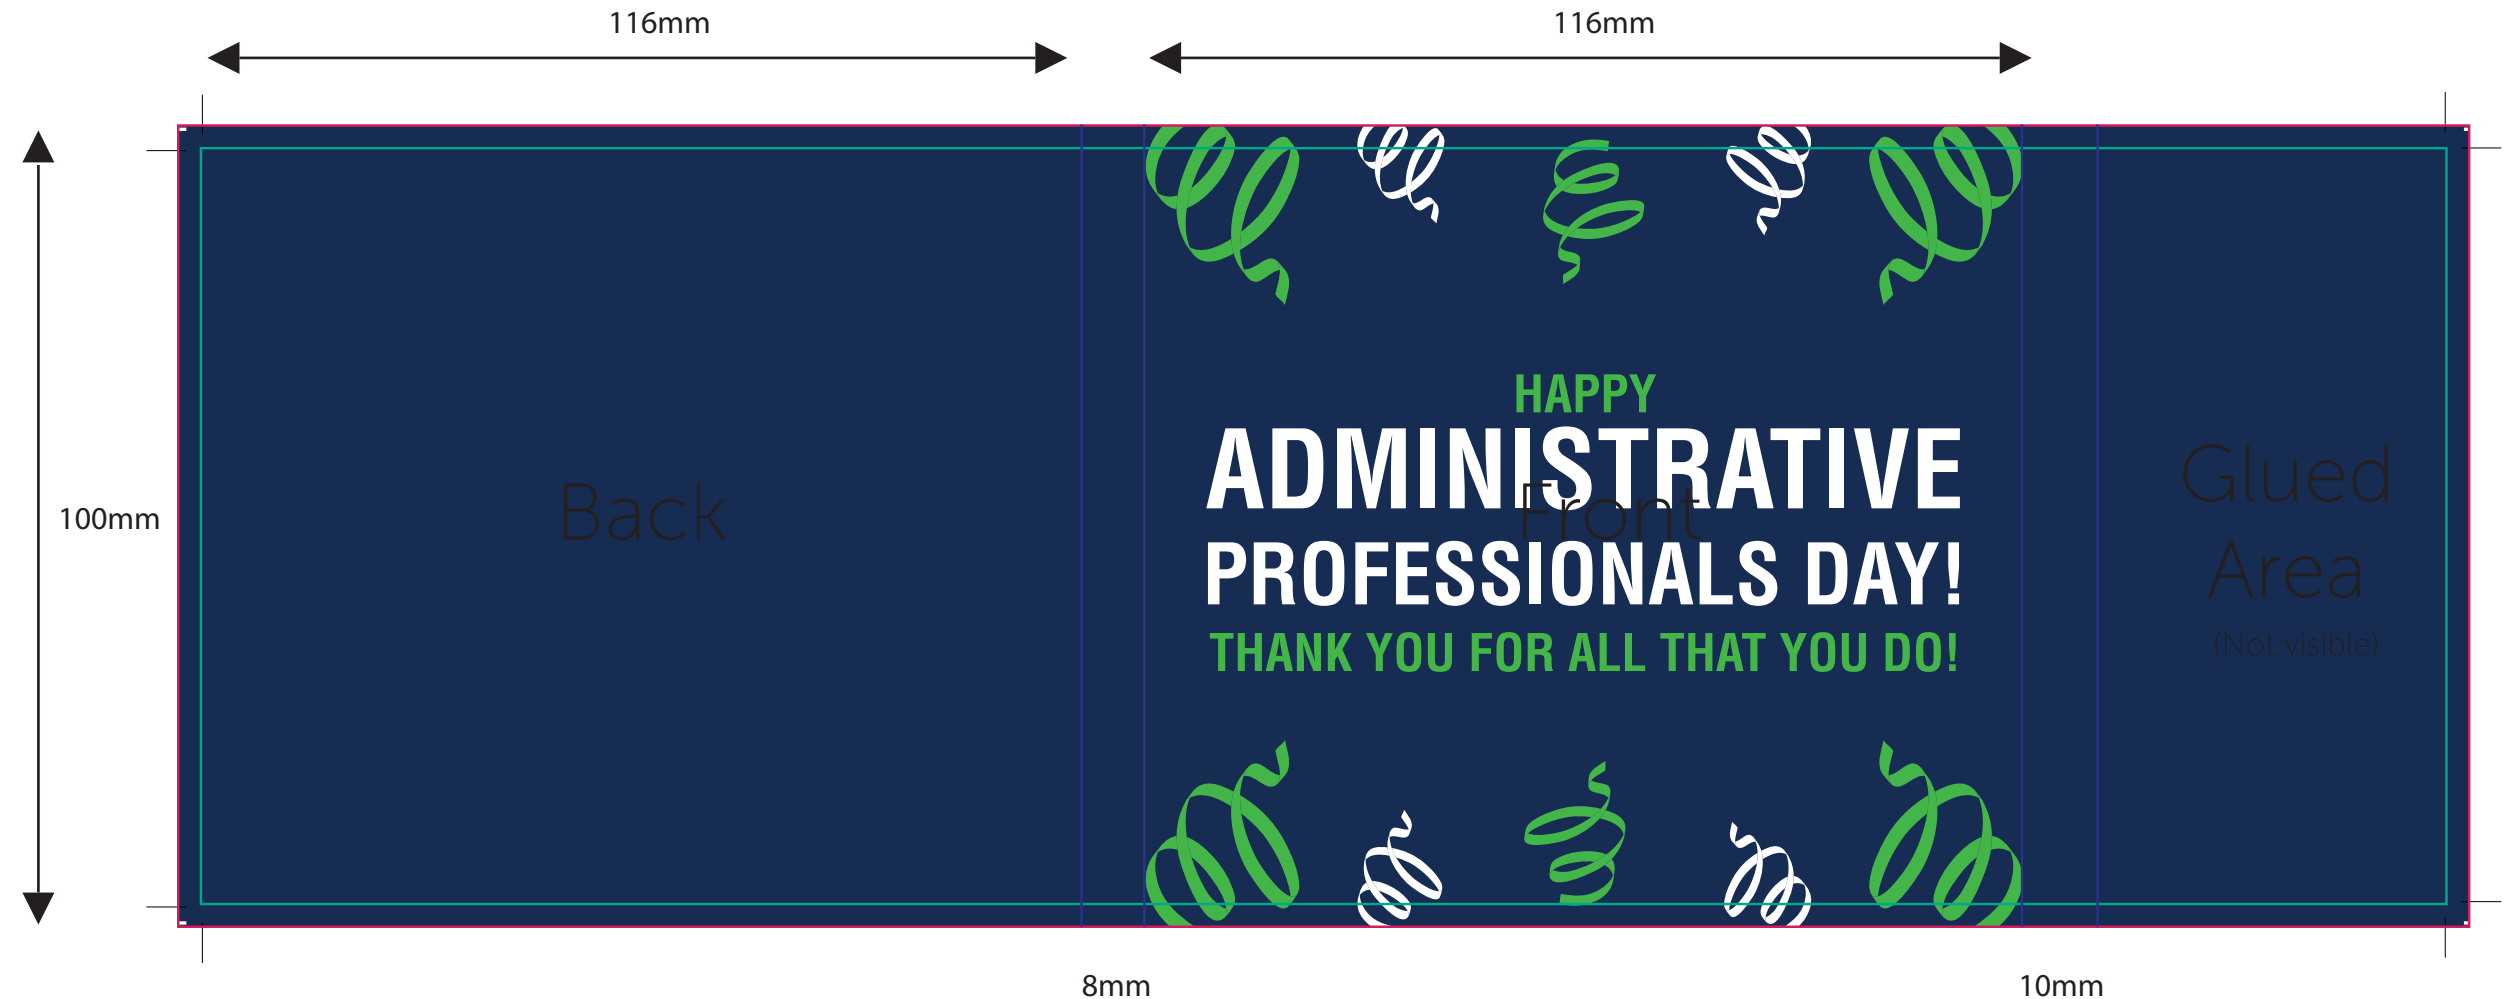 116mm
116mm
100mm
Back
HAPPY
ADMINISTRATIVE
Front
PROFESSIONALS DAY!
THANK YOU FOR ALL THAT YOU DO!
Glued
Area
(Not visible)
8mm
10mm